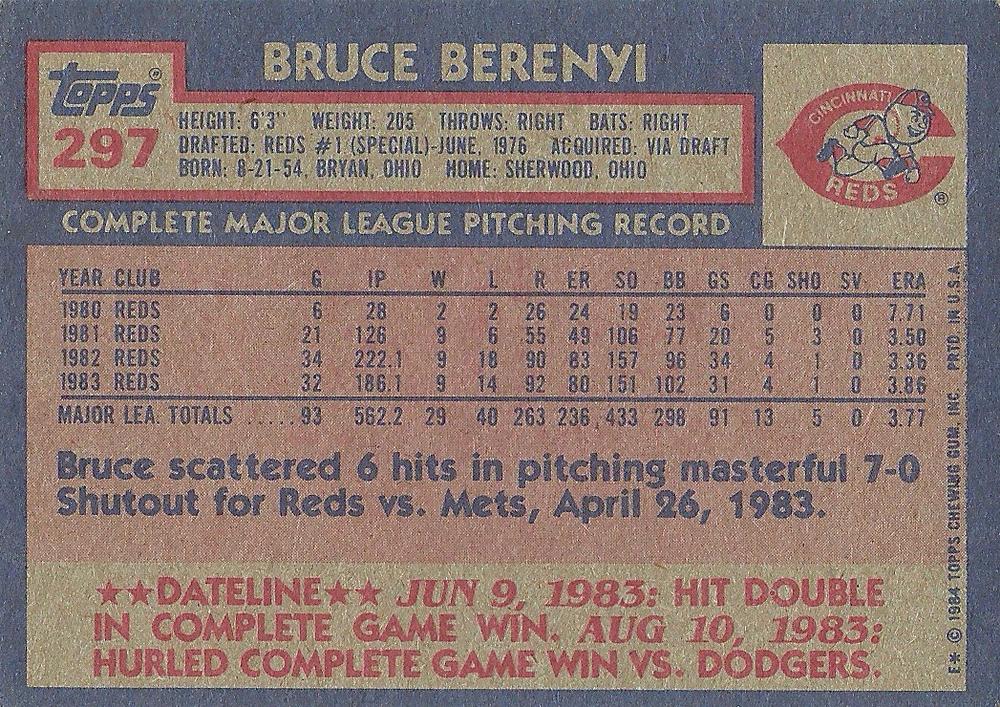 BRUCE BERENYI
Topps®
297
HEIGHT: 6'3" WEIGHT: 205 THROWS: RIGHT BATS: RIGHT
DRAFTED: REDS #1 (SPECIAL)-JUNE, 1976 ACQUIRED: VIA DRAFT
BORN: 8-21-54, BRYAN, OHIO HOME: SHERWOOD, OHIO
CINCINNATI
REDS
®
COMPLETE MAJOR LEAGUE PITCHING RECORD
YEAR CLUB G IP W L R ER SO BB GS CG SHO SV ERA
1980 REDS 6 28 2 2 26 24 19 23 6 0 0 0 7.71
1981 REDS 21 126 9 6 55 49 106 77 20 5 3 0 3.50
1982 REDS 34 222.1 9 18 90 83 157 96 34 4 1 0 3.36
1983 REDS 32 186.1 9 14 92 80 151 102 31 4 1 0 3.86
MAJOR LEA. TOTALS ..... 93 562.2 29 40 263 236 433 298 91 13 5 0 3.77
Bruce scattered 6 hits in pitching masterful 7-0
Shutout for Reds vs. Mets, April 26, 1983.
★★DATELINE★★ JUN 9, 1983: HIT DOUBLE
IN COMPLETE GAME WIN. AUG 10, 1983:
HURLED COMPLETE GAME WIN VS. DODGERS.
E* © 1984 TOPPS CHEWING GUM, INC. PRTD. IN U.S.A.